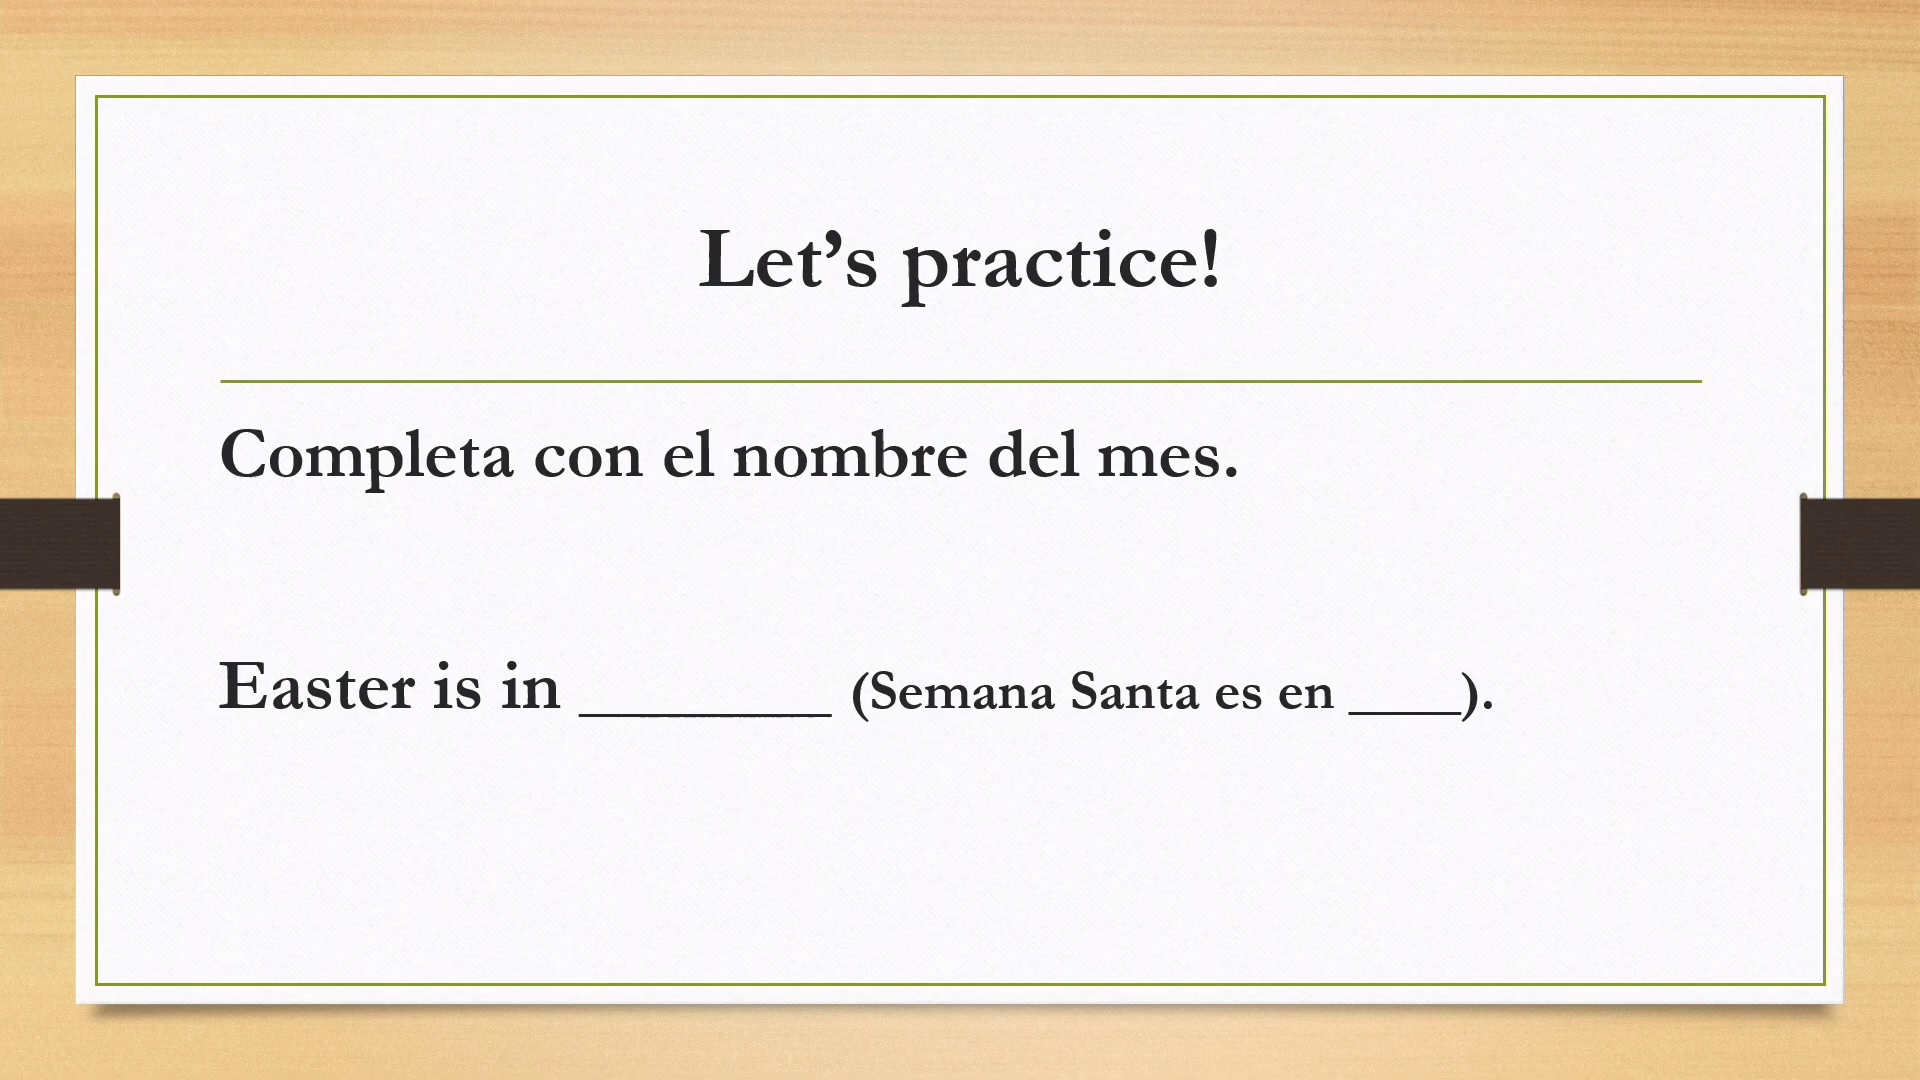 Let’s practice!
Completa con el nombre del mes.
Easter is in ________ (Semana Santa es en ____).